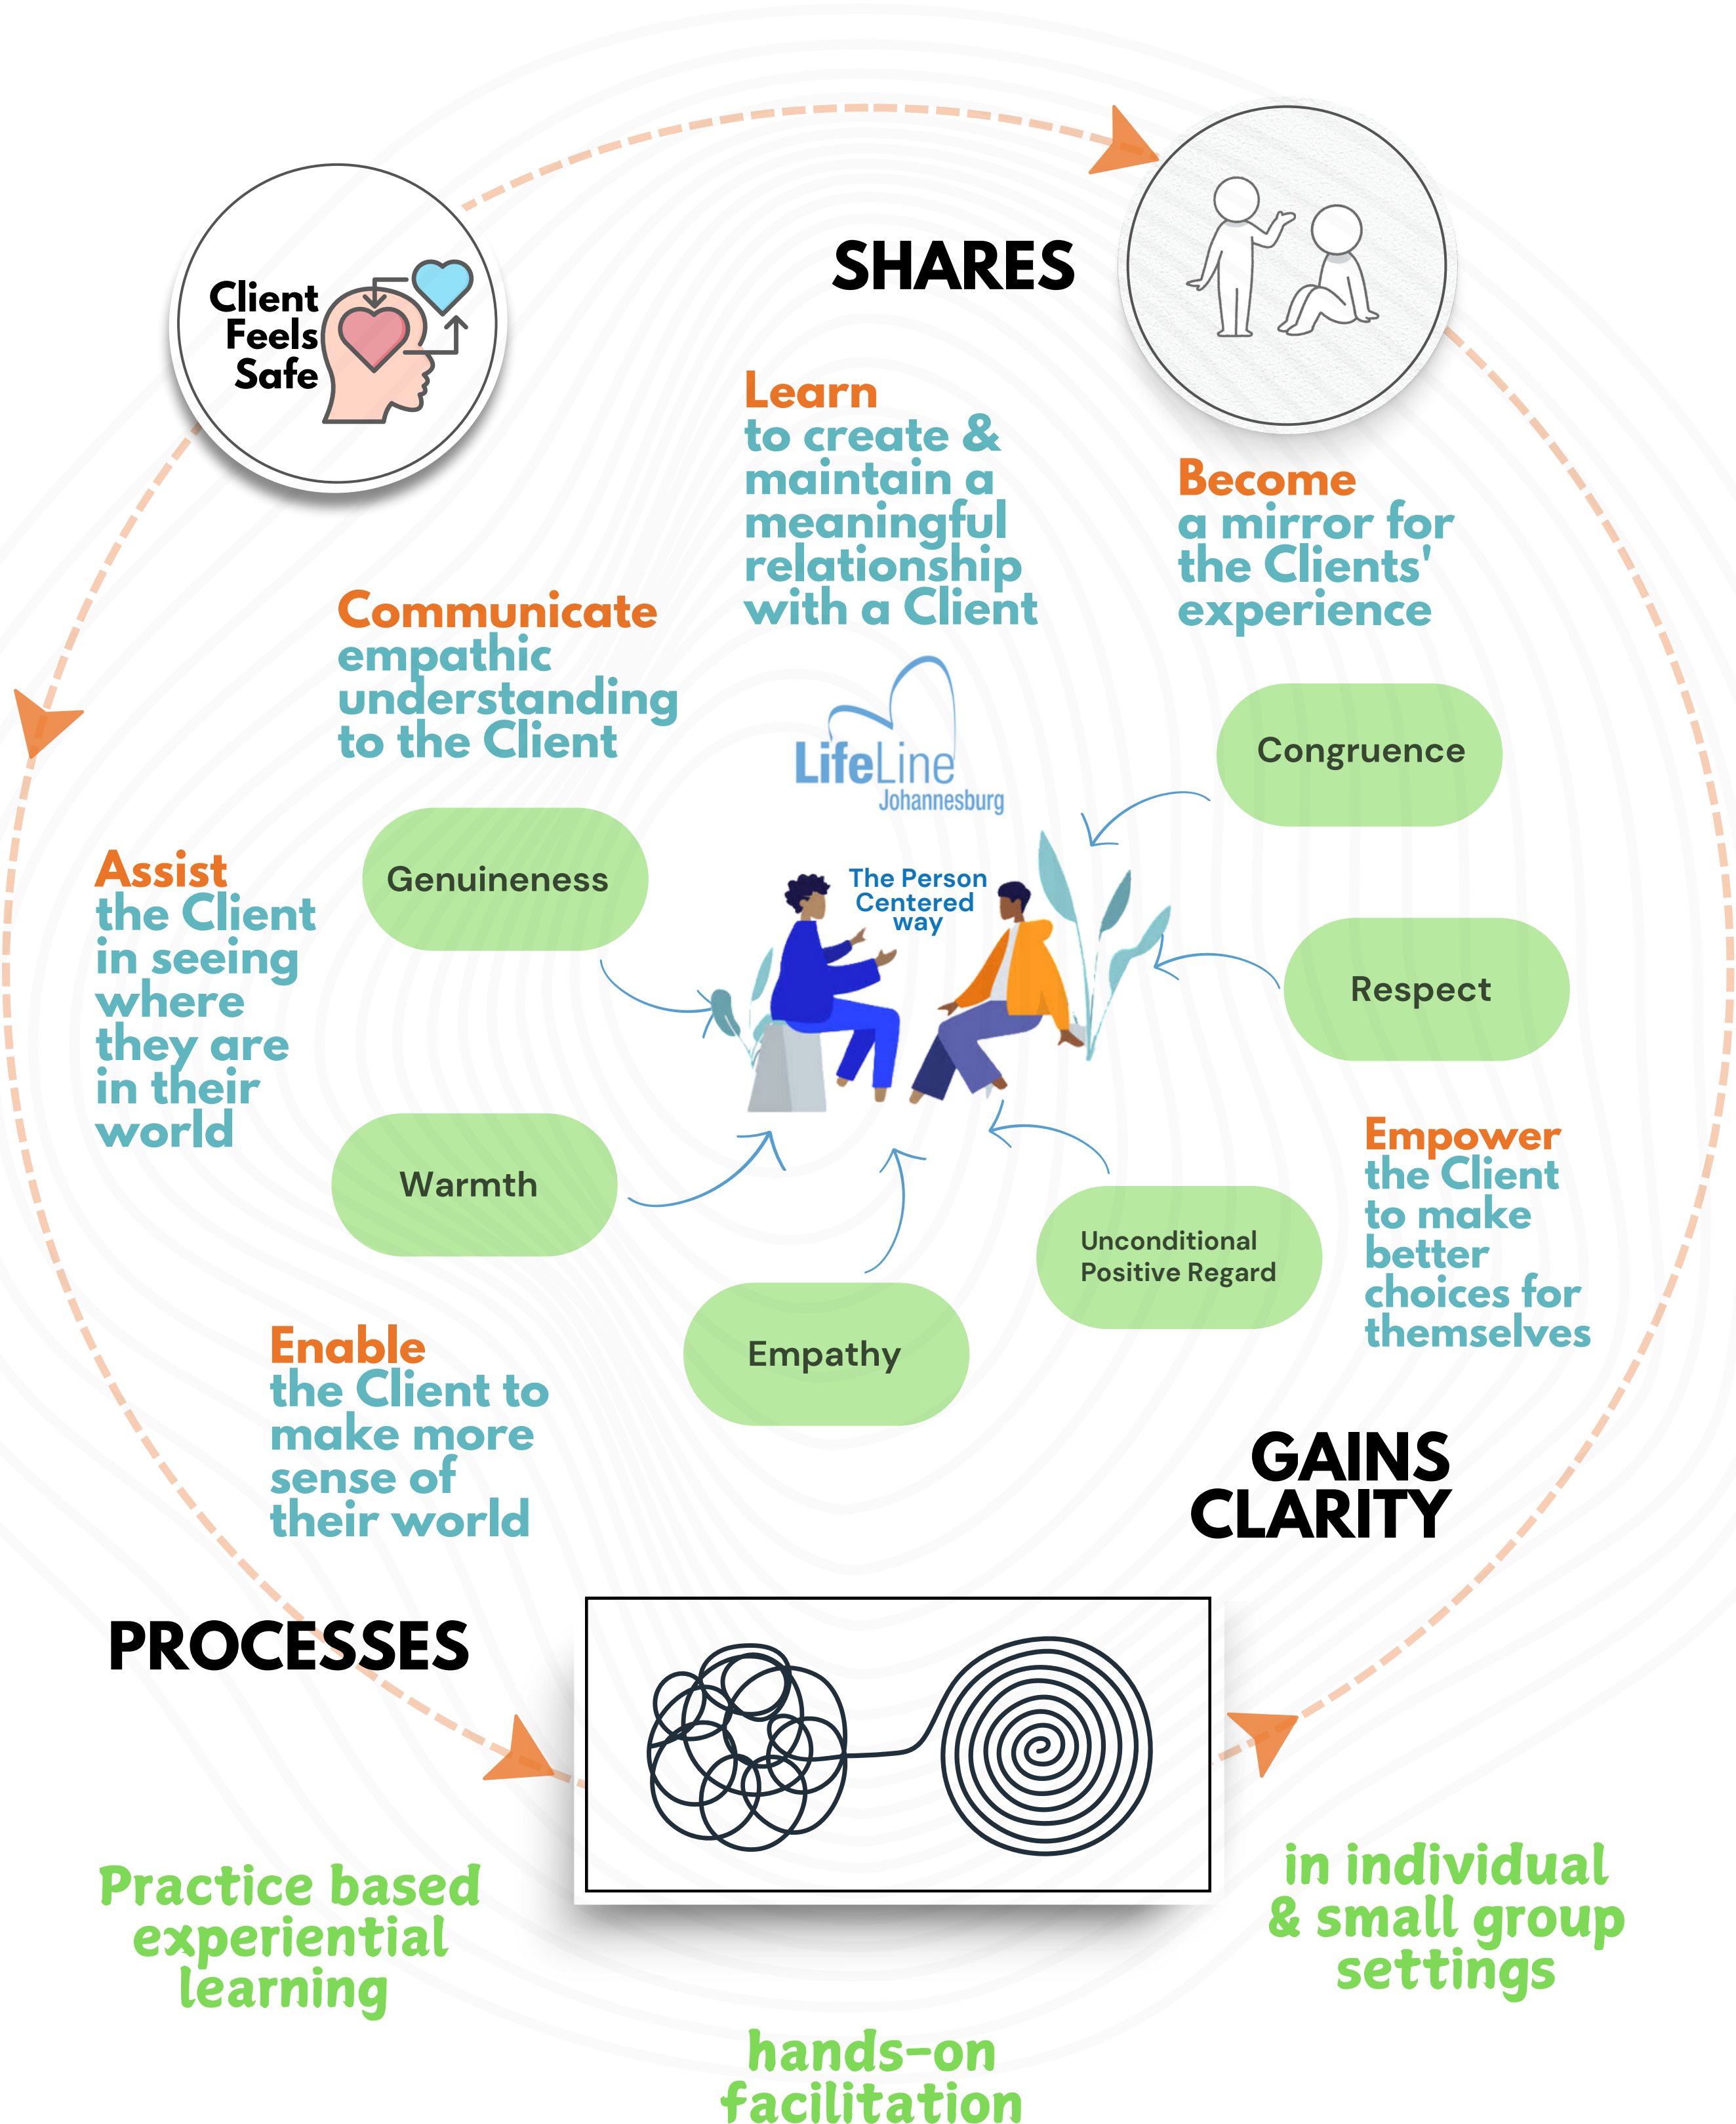 Client
Feels
Safe
SHARES
Learn
to create &
maintain a
meaningful
relationship
with a Client
Become
a mirror for
the Clients'
experience
Communicate
empathic
understanding
to the Client
LifeLine
Johannesburg
Congruence
Genuineness
Assist
the Client
in seeing
where
they are
in their
world
The Person
Centered
way
Respect
Warmth
Empower
the Client
to make
better
choices for
themselves
Unconditional
Positive Regard
Empathy
Enable
the Client to
make more
sense of
their world
GAINS
CLARITY
PROCESSES
Practice based
experiential
learning
in individual
& small group
settings
hands-on
facilitation